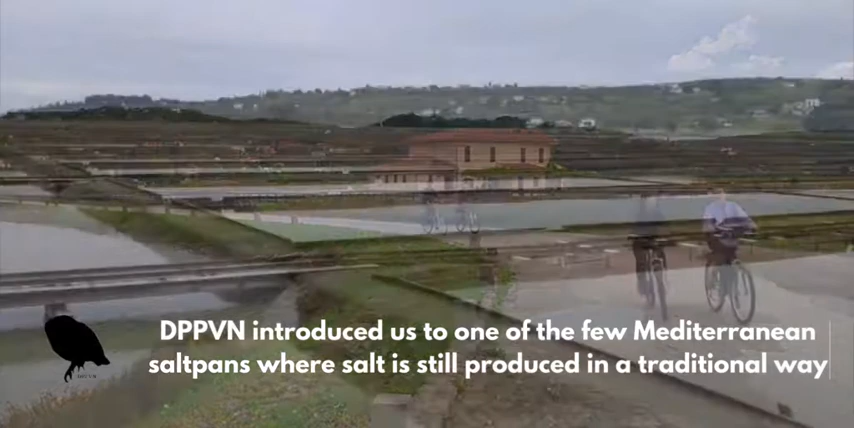 DPPVN introduced us to one of the few Mediterranean
saltpans where salt is still produced in a traditional way